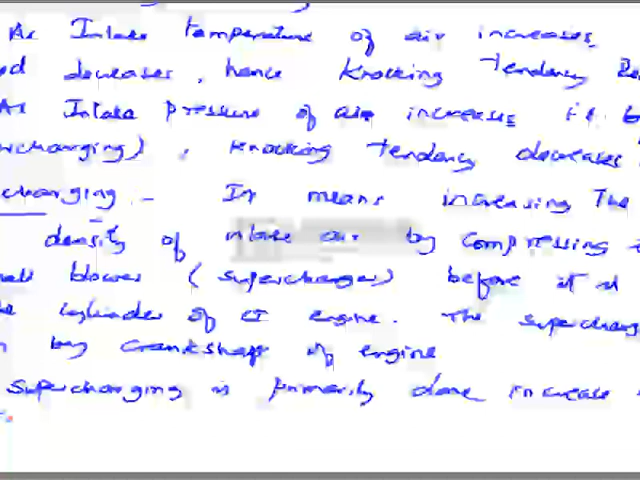 As Intake temperature of air increases,
decreases, hence Knocking Tendency
As Intake Pressure of air increases i.e.
charging), Knocking Tendency decreases
charging - It means increasing The
density of intake air by compressing
blower (supercharger) before it
cylinder of CI engine. The supercharg
by crankshaft of engine
Supercharging is primarily done increase